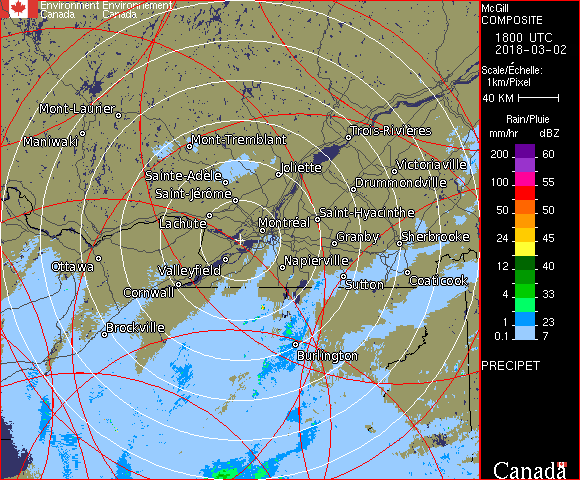 Environment Environnement
Canada Canada
McGill
COMPOSITE
1800 UTC
2018-03-02
Scale/Échelle:
1km/Pixel
40 KM
Rain/Pluie
mm/hr dBZ
200 60
100 55
50 50
24 45
12 40
4 33
1 23
0.1 7
PRECIPET
Canada
Mont-Laurier
Maniwaki
Mont-Tremblant
Trois-Rivières
Sainte-Adèle
Joliette
Victoriaville
Saint-Jérôme
Drummondville
Lachute
Montréal
Saint-Hyacinthe
Granby
Sherbrooke
Ottawa
Valleyfield
Napierville
Cornwall
Sutton
Coaticook
Brockville
Burlington